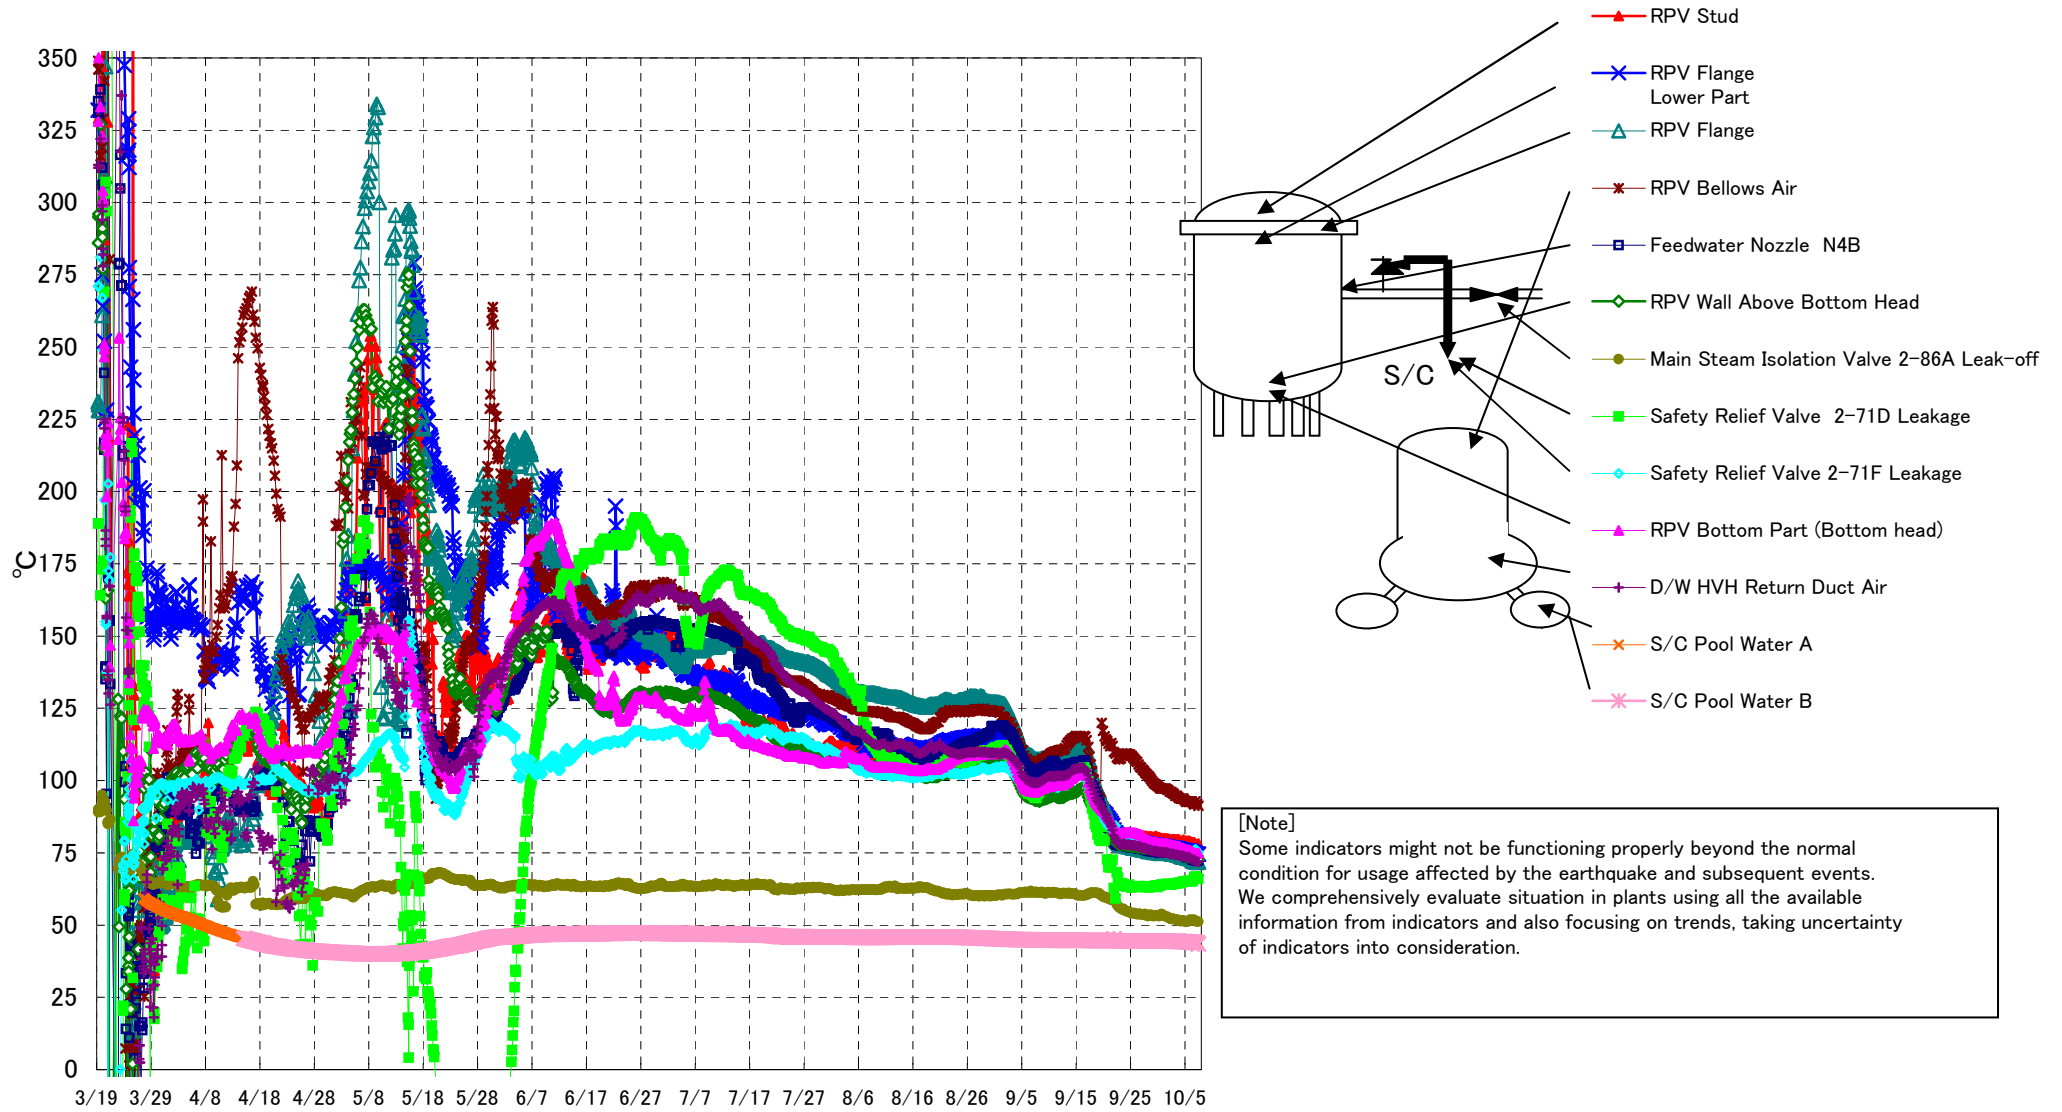 350
325
300
275
250
225
200
175
150
125
100
75
50
25
0
℃
3/19 3/29 4/8 4/18 4/28 5/8 5/18 5/28 6/7 6/17 6/27 7/7 7/17 7/27 8/6 8/16 8/26 9/5 9/15 9/25 10/5
RPV Stud
RPV Flange
Lower Part
RPV Flange
RPV Bellows Air
Feedwater Nozzle N4B
RPV Wall Above Bottom Head
Main Steam Isolation Valve 2-86A Leak-off
Safety Relief Valve 2-71D Leakage
Safety Relief Valve 2-71F Leakage
RPV Bottom Part (Bottom head)
D/W HVH Return Duct Air
S/C Pool Water A
S/C Pool Water B
S/C
[Note]
Some indicators might not be functioning properly beyond the normal
condition for usage affected by the earthquake and subsequent events.
We comprehensively evaluate situation in plants using all the available
information from indicators and also focusing on trends, taking uncertainty
of indicators into consideration.